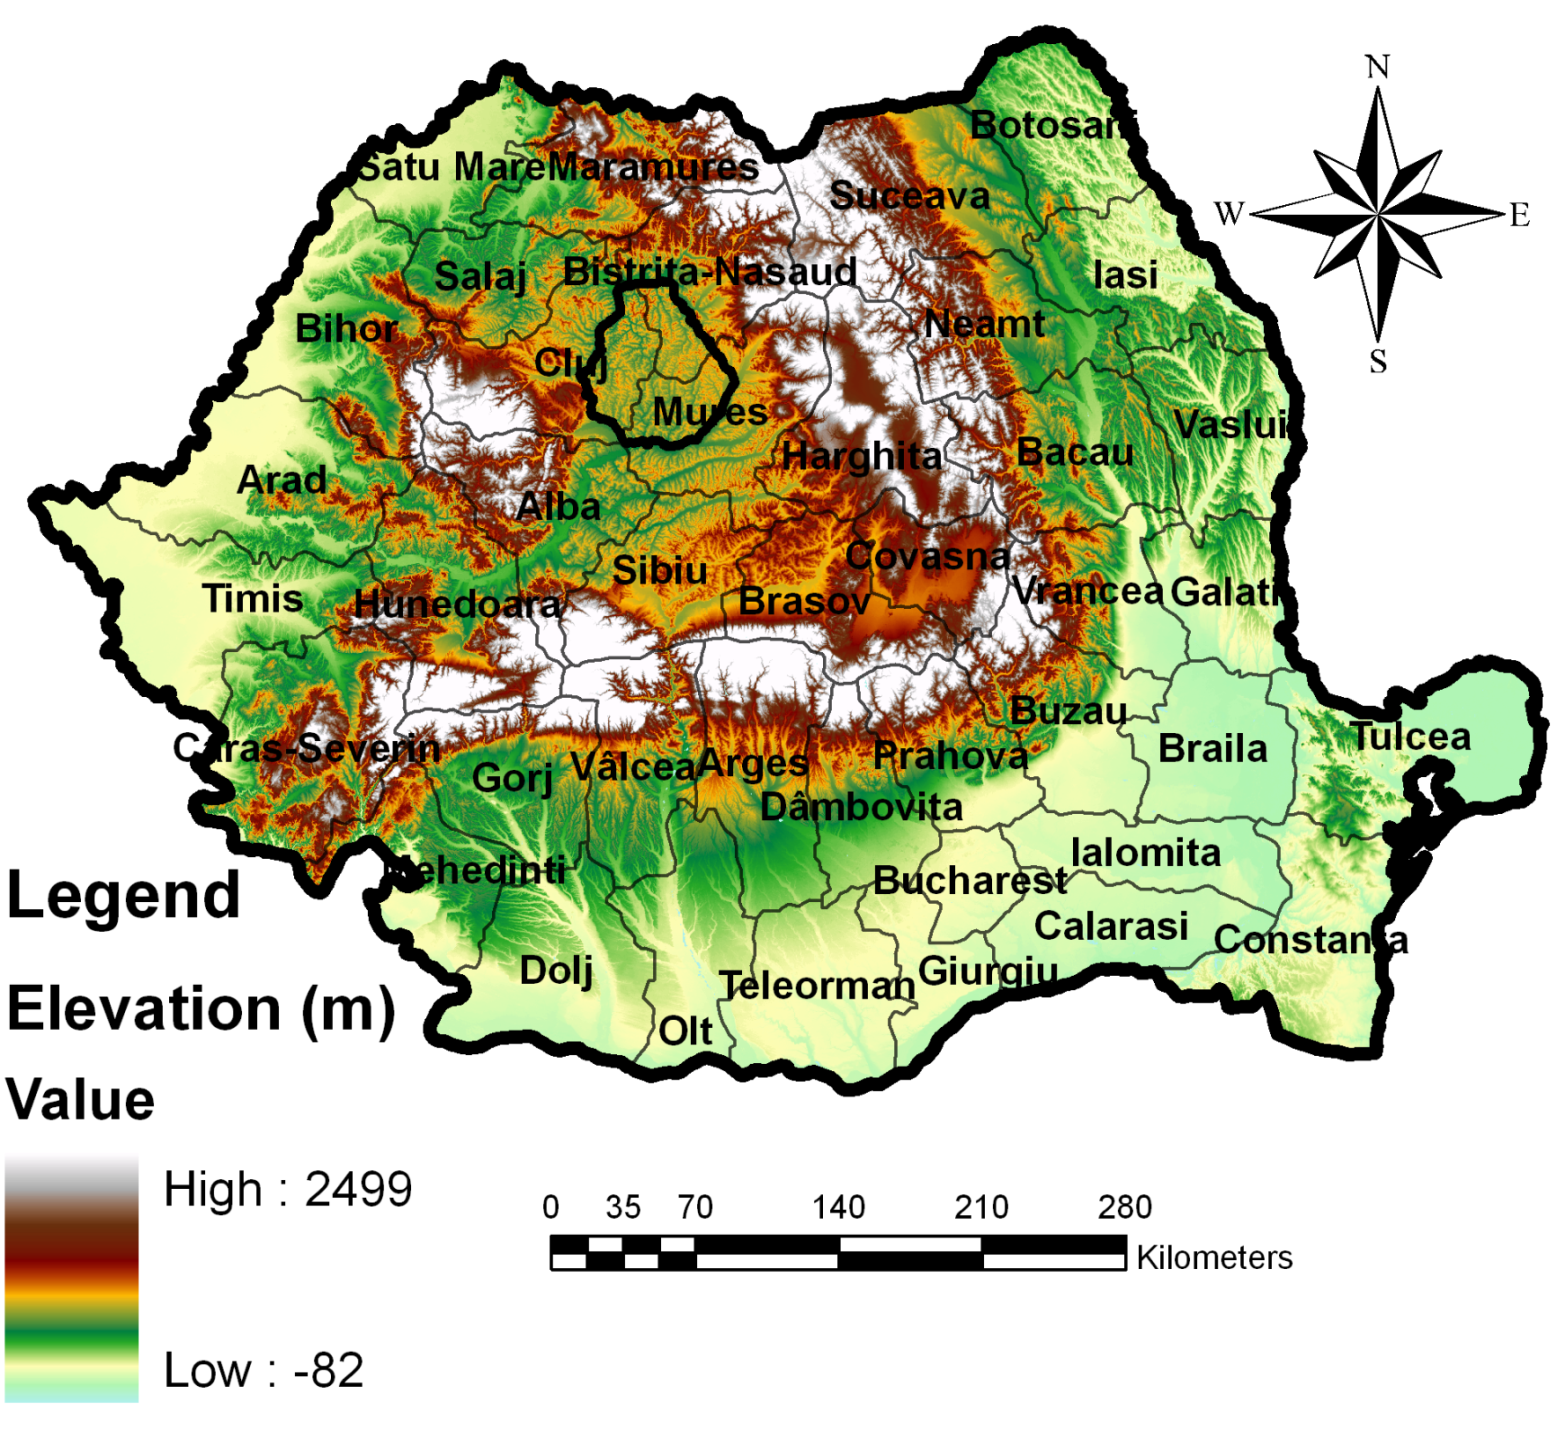 N
W
E
S
Botosani
Satu Mare
Maramures
Suceava
Salaj
Bistrita-Nasaud
Iasi
Bihor
Neamt
Cluj
Mures
Vaslui
Arad
Harghita
Bacau
Alba
Sibiu
Covasna
Timis
Hunedoara
Brasov
Vrancea
Galati
Buzau
Caras-Severin
Gorj
Vâlcea
Arges
Prahova
Braila
Tulcea
Dâmbovita
Mehedinti
Bucharest
Ialomita
Calarasi
Constanta
Dolj
Teleorman
Giurgiu
Olt
Legend
Elevation (m)
Value
High : 2499
Low : -82
0 35 70 140 210 280
Kilometers